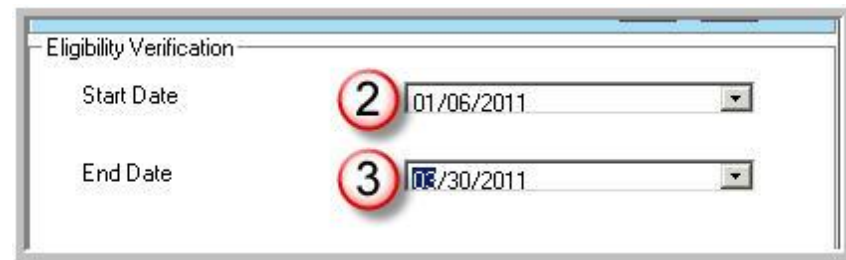 Eligibility Verification
Start Date 2 01/06/2011
End Date 3 03/30/2011